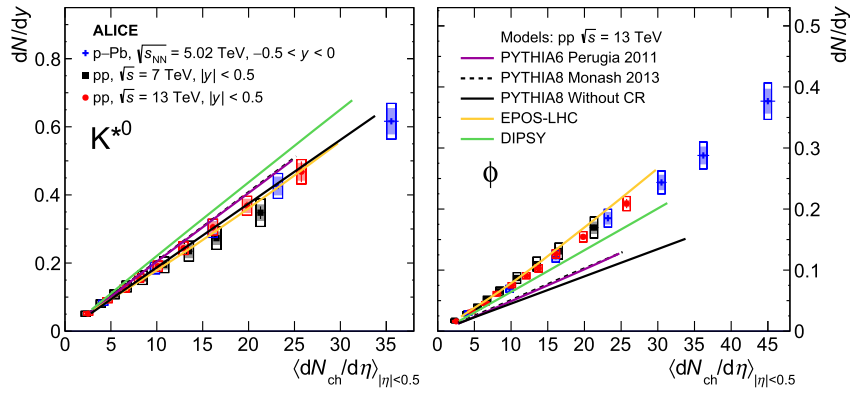 dN/dy
ALICE
p–Pb, √sNN = 5.02 TeV, −0.5 < y < 0
pp, √s = 7 TeV, |y| < 0.5
pp, √s = 13 TeV, |y| < 0.5
K*0
0.8
0.6
0.4
0.2
0
0 5 10 15 20 25 30 35
⟨dNch/dη⟩|η|<0.5
Models: pp √s = 13 TeV
PYTHIA6 Perugia 2011
PYTHIA8 Monash 2013
PYTHIA8 Without CR
EPOS-LHC
DIPSY
ϕ
dN/dy
0.5
0.4
0.3
0.2
0.1
0
0 5 10 15 20 25 30 35 40 45
⟨dNch/dη⟩|η|<0.5